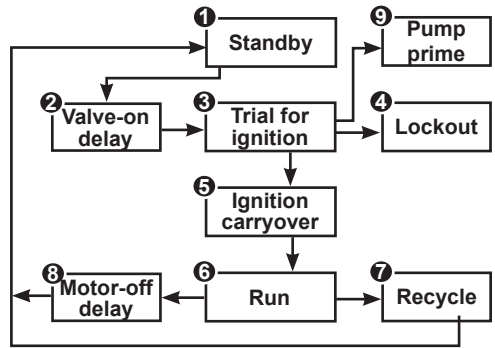 1
Standby
9
Pump
prime
2
Valve-on
delay
3
Trial for
ignition
4
Lockout
5
Ignition
carryover
8
Motor-off
delay
6
Run
7
Recycle